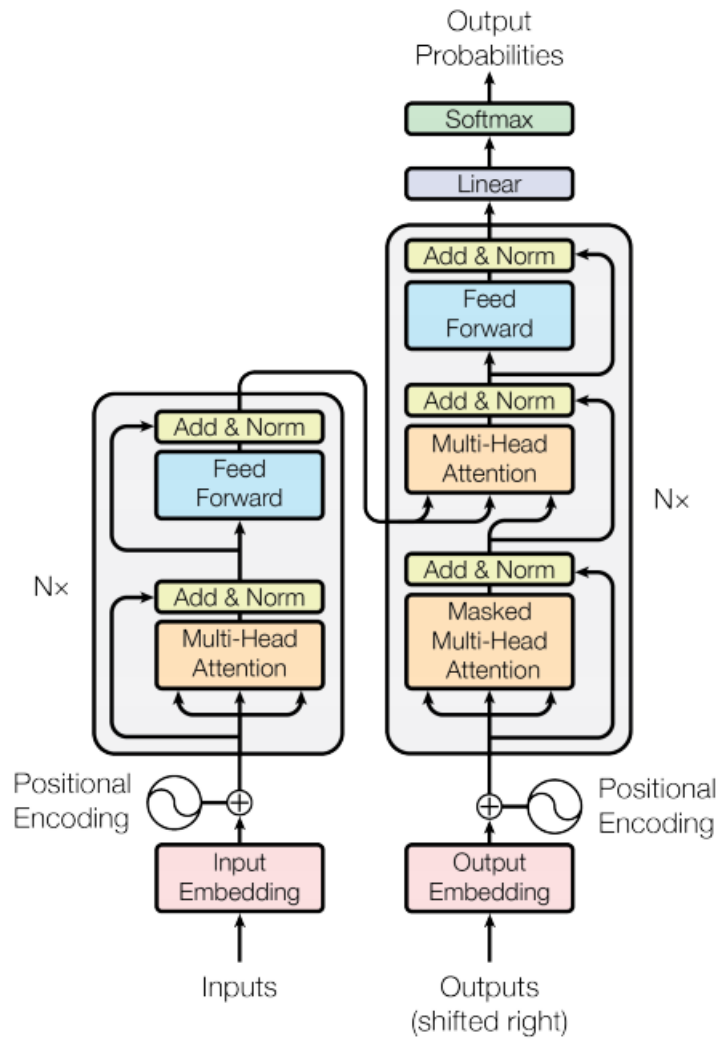 Output
Probabilities
Softmax
Linear
Add & Norm
Feed
Forward
Add & Norm
Multi-Head
Attention
Add & Norm
Masked
Multi-Head
Attention
Nx
Add & Norm
Feed
Forward
Add & Norm
Multi-Head
Attention
Nx
Positional
Encoding
Positional
Encoding
Input
Embedding
Output
Embedding
Inputs
Outputs
(shifted right)